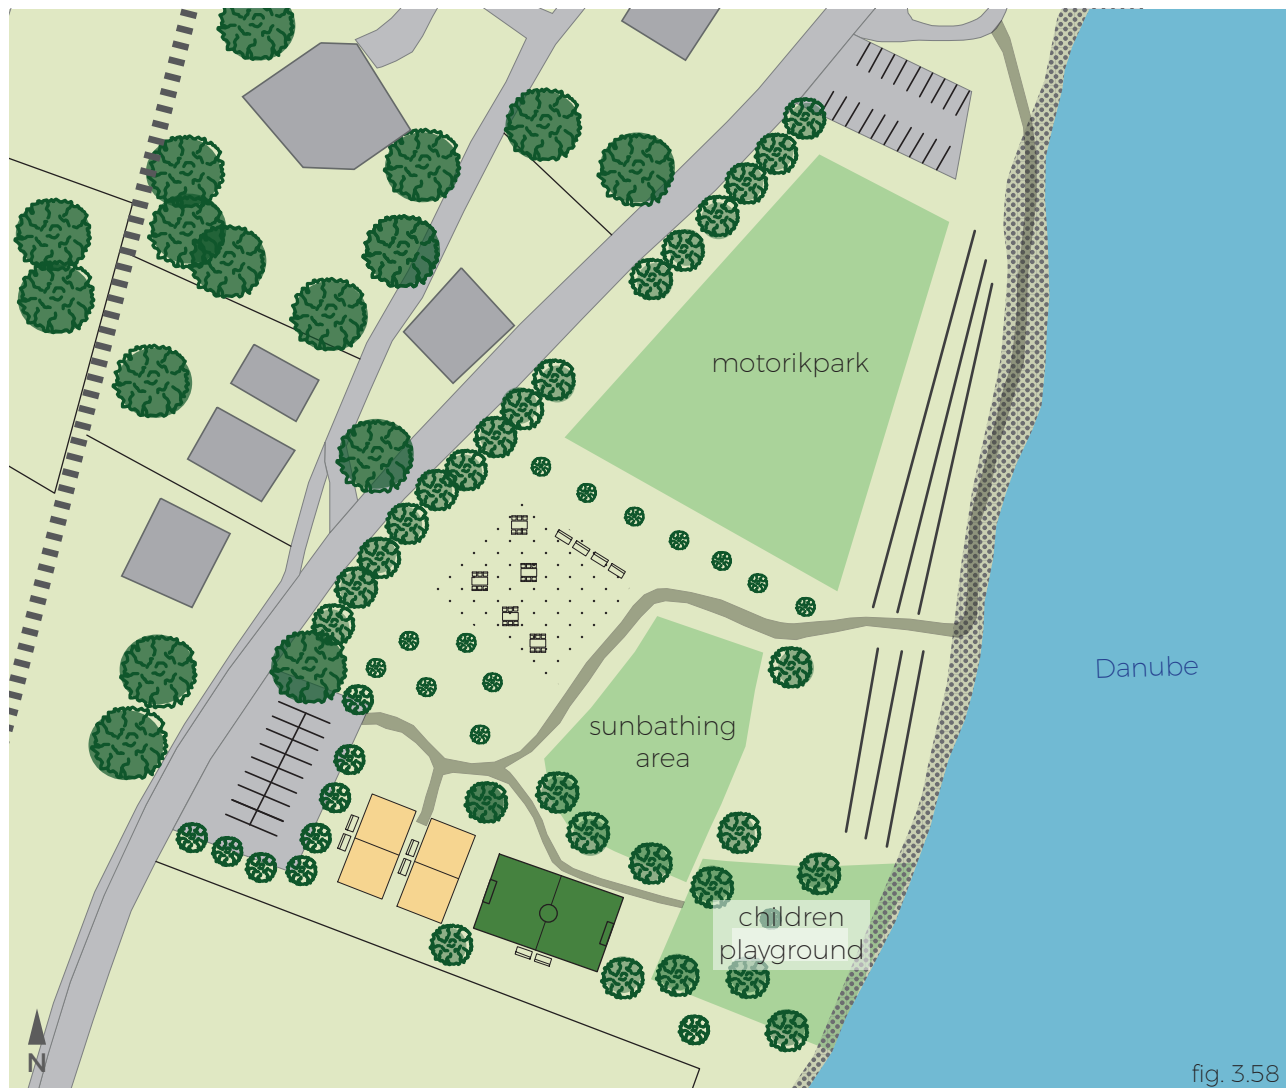 motorikpark
Danube
sunbathing
area
children
playground
N
fig. 3.58